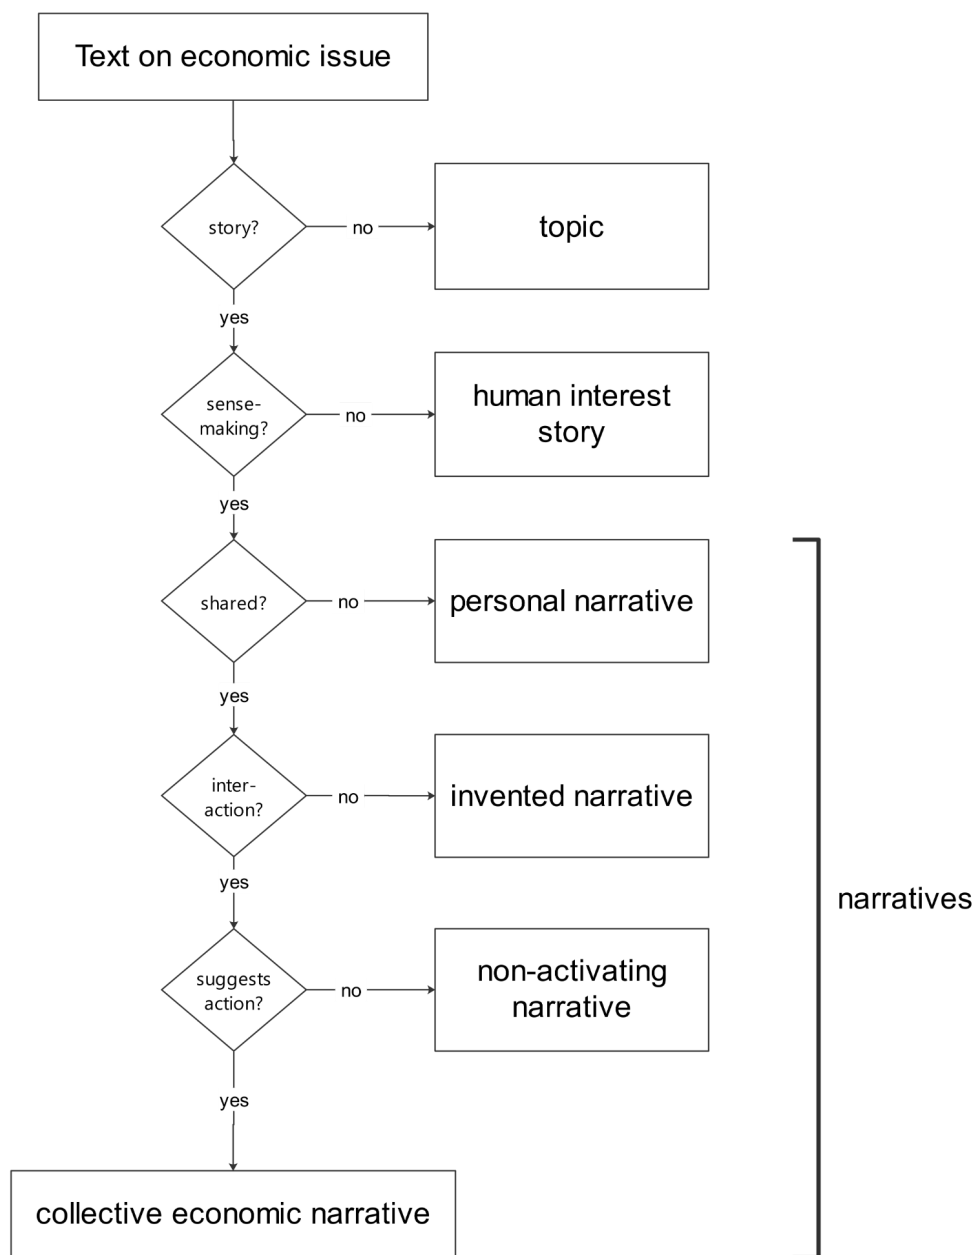 Text on economic issue
story?
no
topic
yes
sense-
making?
no
human interest
story
yes
shared?
no
personal narrative
yes
inter-
action?
no
invented narrative
yes
narratives
suggests
action?
no
non-activating
narrative
yes
collective economic narrative